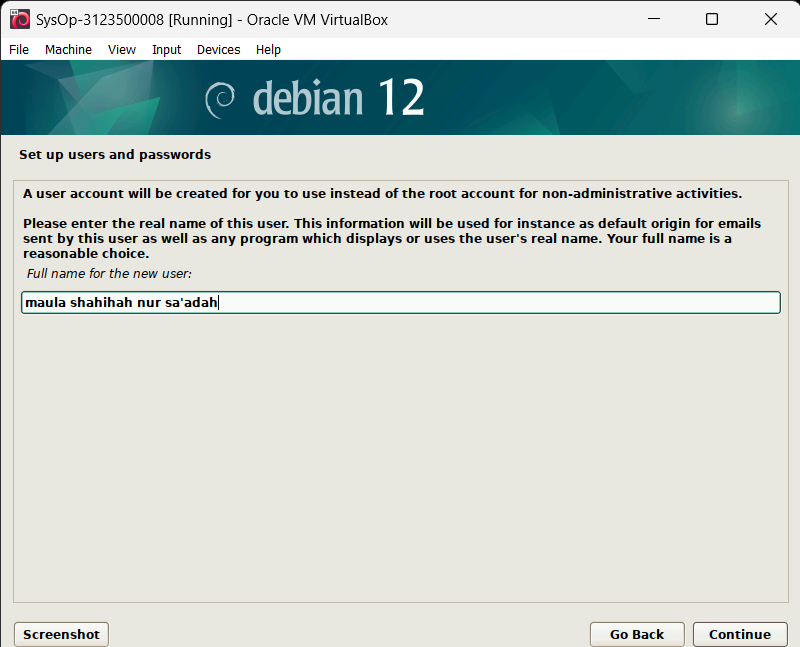 SysOp-3123500008 [Running] - Oracle VM VirtualBox
File Machine View Input Devices Help
debian 12
Set up users and passwords
A user account will be created for you to use instead of the root account for non-administrative activities.
Please enter the real name of this user. This information will be used for instance as default origin for emails
sent by this user as well as any program which displays or uses the user's real name. Your full name is a
reasonable choice.
Full name for the new user:
maula shahihah nur sa'adah
Screenshot Go Back Continue